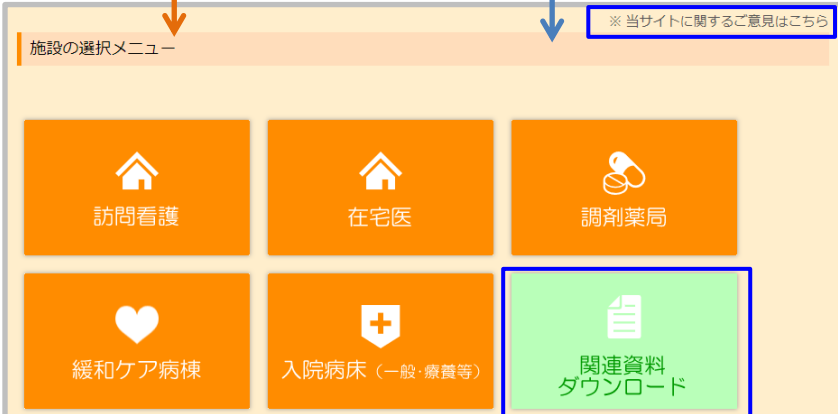 ※ 当サイトに関するご意見はこちら
施設の選択メニュー
訪問看護
在宅医
調剤薬局
緩和ケア病棟
入院病床（一般・療養等）
関連資料
ダウンロード